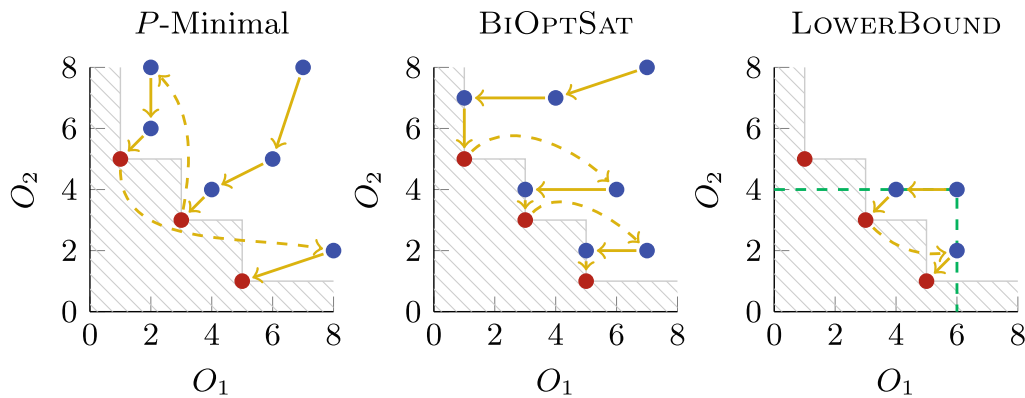 P-Minimal BIOPTSAT LOWERBOUND
8 8 8
6 6 6
O₂ 4 O₂ 4 O₂ 4
2 2 2
0 0 0
0 2 4 6 8 0 2 4 6 8 0 2 4 6 8
O₁ O₁ O₁